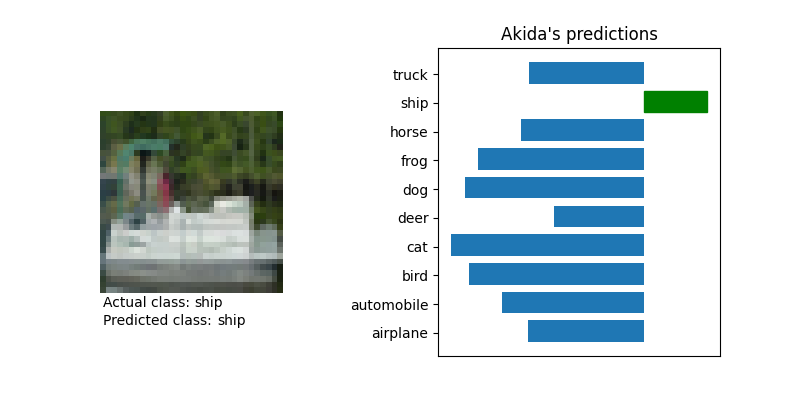 Akida's predictions
truck
ship
horse
frog
dog
deer
cat
bird
automobile
airplane
Actual class: ship
Predicted class: ship